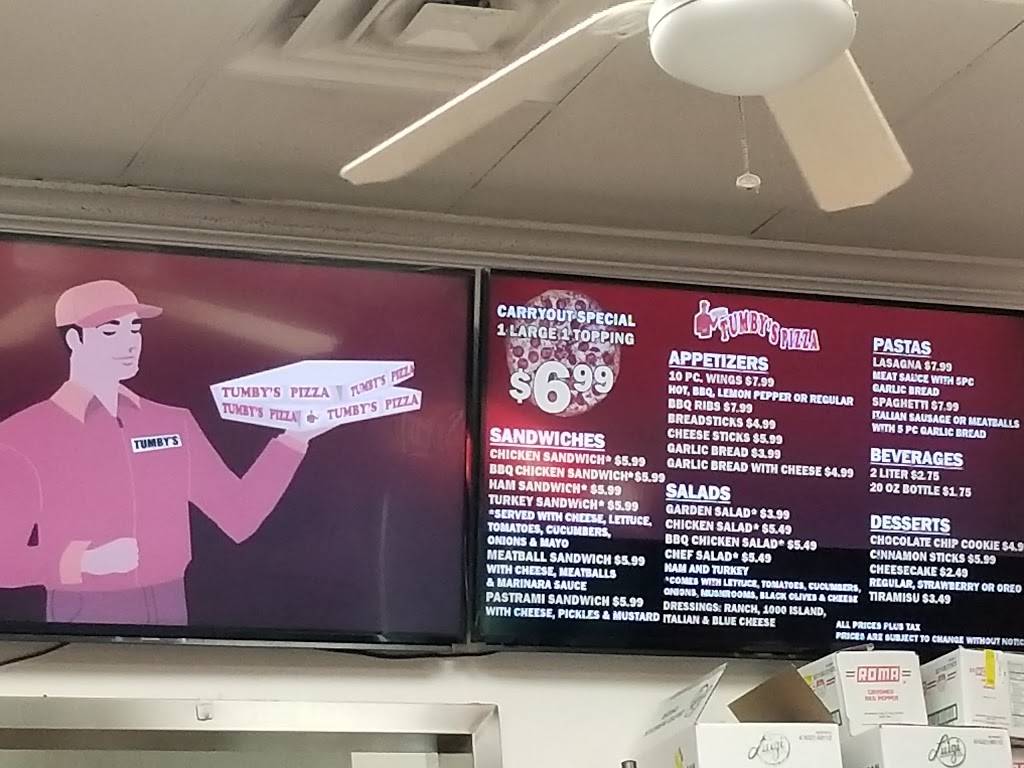 TUMBY'S PIZZA TUMBY'S PIZZA
TUMBY'S PIZZA TUMBY'S PIZZA
TUMBY'S
CARRYOUT SPECIAL
1 LARGE 1 TOPPING
$6.99
SANDWICHES
CHICKEN SANDWICH* $5.99
BBQ CHICKEN SANDWICH* $5.99
HAM SANDWICH* $5.99
TURKEY SANDWICH* $5.99
*SERVED WITH CHEESE, LETTUCE,
TOMATOES, CUCUMBERS,
ONIONS & MAYO
MEATBALL SANDWICH $5.99
WITH CHEESE, MEATBALLS
& MARINARA SAUCE
PASTRAMI SANDWICH $5.99
WITH CHEESE, PICKLES & MUSTARD
TUMBY'S PIZZA
APPETIZERS
10 PC. WINGS $7.99
HOT, BBQ, LEMON PEPPER OR REGULAR
BBQ RIBS $7.99
BREADSTICKS $4.99
CHEESE STICKS $5.99
GARLIC BREAD $3.99
GARLIC BREAD WITH CHEESE $4.99
SALADS
GARDEN SALAD* $3.99
CHICKEN SALAD* $5.49
BBQ CHICKEN SALAD* $5.49
CHEF SALAD* $5.49
HAM AND TURKEY
*COMES WITH LETTUCE, TOMATOES, CUCUMBERS,
ONIONS, MUSHROOMS, BLACK OLIVES & CHEESE
DRESSINGS: RANCH, 1000 ISLAND,
ITALIAN & BLUE CHEESE
PASTAS
LASAGNA $7.99
MEAT SAUCE WITH 5PC
GARLIC BREAD
SPAGHETTI $7.99
ITALIAN SAUSAGE OR MEATBALLS
WITH 5 PC GARLIC BREAD
BEVERAGES
2 LITER $2.75
20 OZ BOTTLE $1.75
DESSERTS
CHOCOLATE CHIP COOKIE $4.9
CINNAMON STICKS $5.99
CHEESECAKE $2.49
REGULAR, STRAWBERRY OR OREO
TIRAMISU $3.49
ALL PRICES PLUS TAX
PRICES ARE SUBJECT TO CHANGE WITHOUT NOTIC
ROMA
CRUSHED
RED PEPPER
Luigi
Luigi